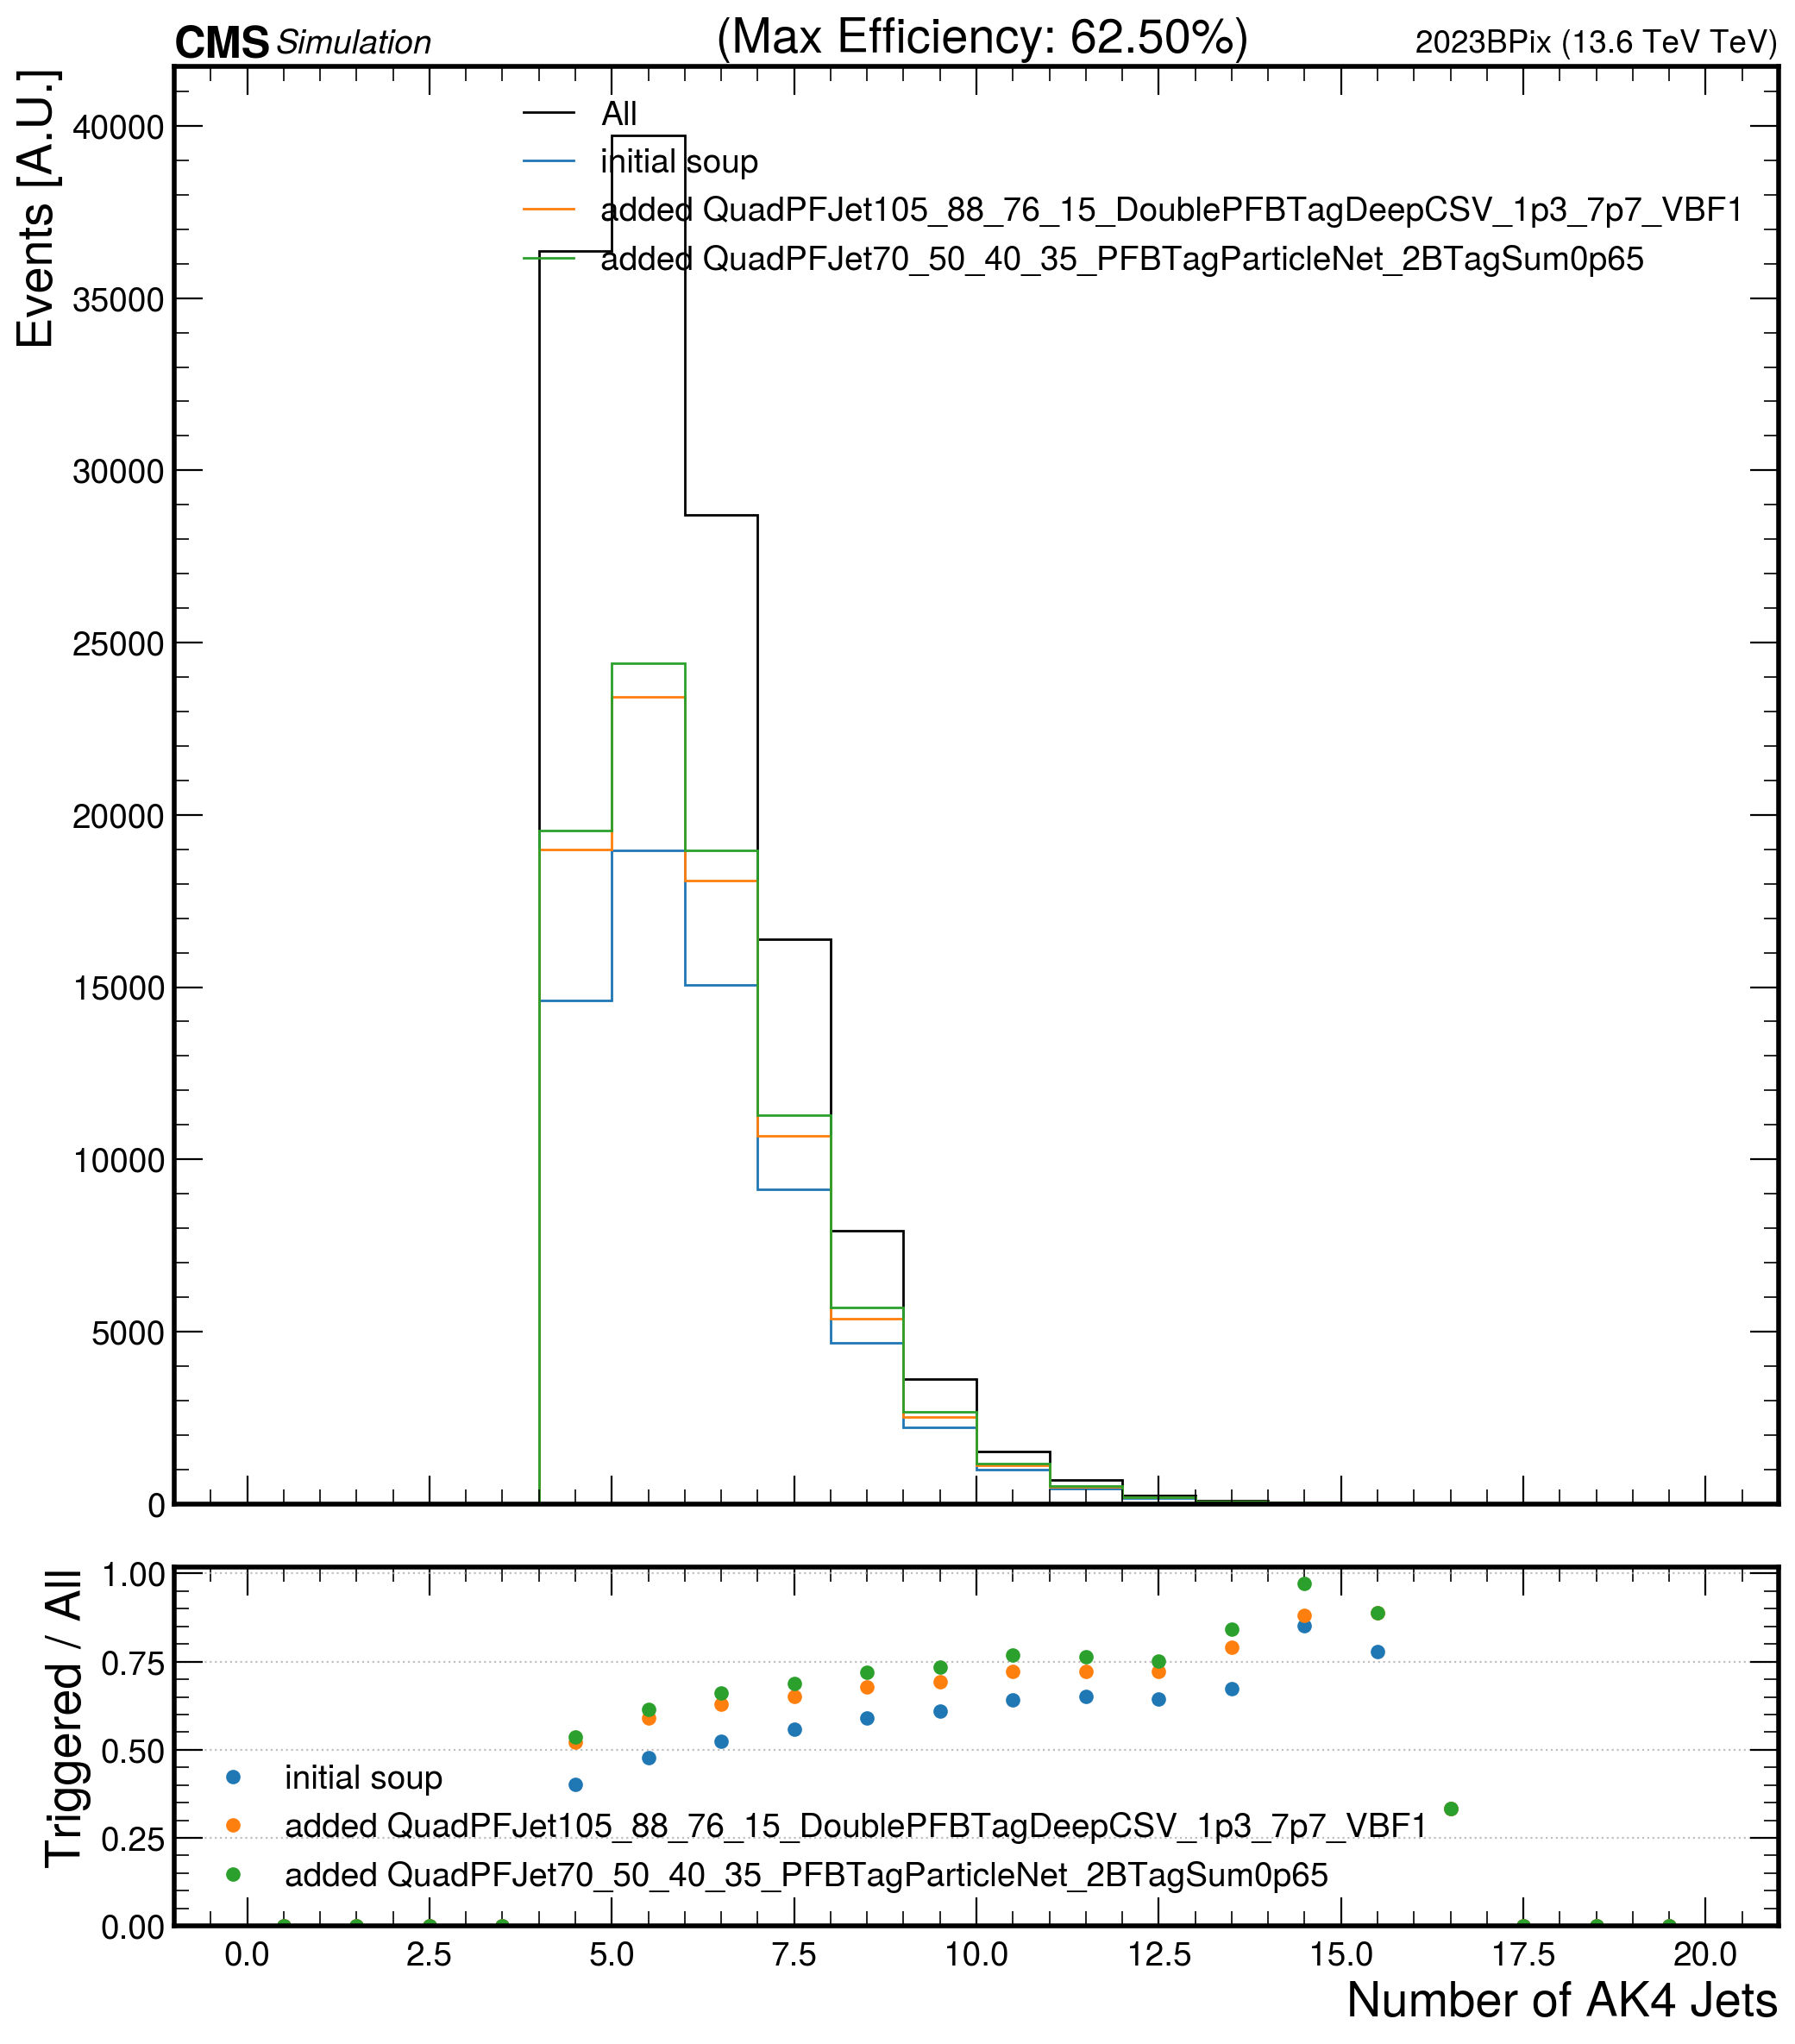 CMS Simulation (Max Efficiency: 62.50%) 2023BPix (13.6 TeV TeV)
Events [A.U.]
40000
35000
30000
25000
20000
15000
10000
5000
0
All
initial soup
added QuadPFJet105_88_76_15_DoublePFBTagDeepCSV_1p3_7p7_VBF1
added QuadPFJet70_50_40_35_PFBTagParticleNet_2BTagSum0p65
Triggered / All
1.00
0.75
0.50
0.25
0.00
initial soup
added QuadPFJet105_88_76_15_DoublePFBTagDeepCSV_1p3_7p7_VBF1
added QuadPFJet70_50_40_35_PFBTagParticleNet_2BTagSum0p65
0.0 2.5 5.0 7.5 10.0 12.5 15.0 17.5 20.0
Number of AK4 Jets